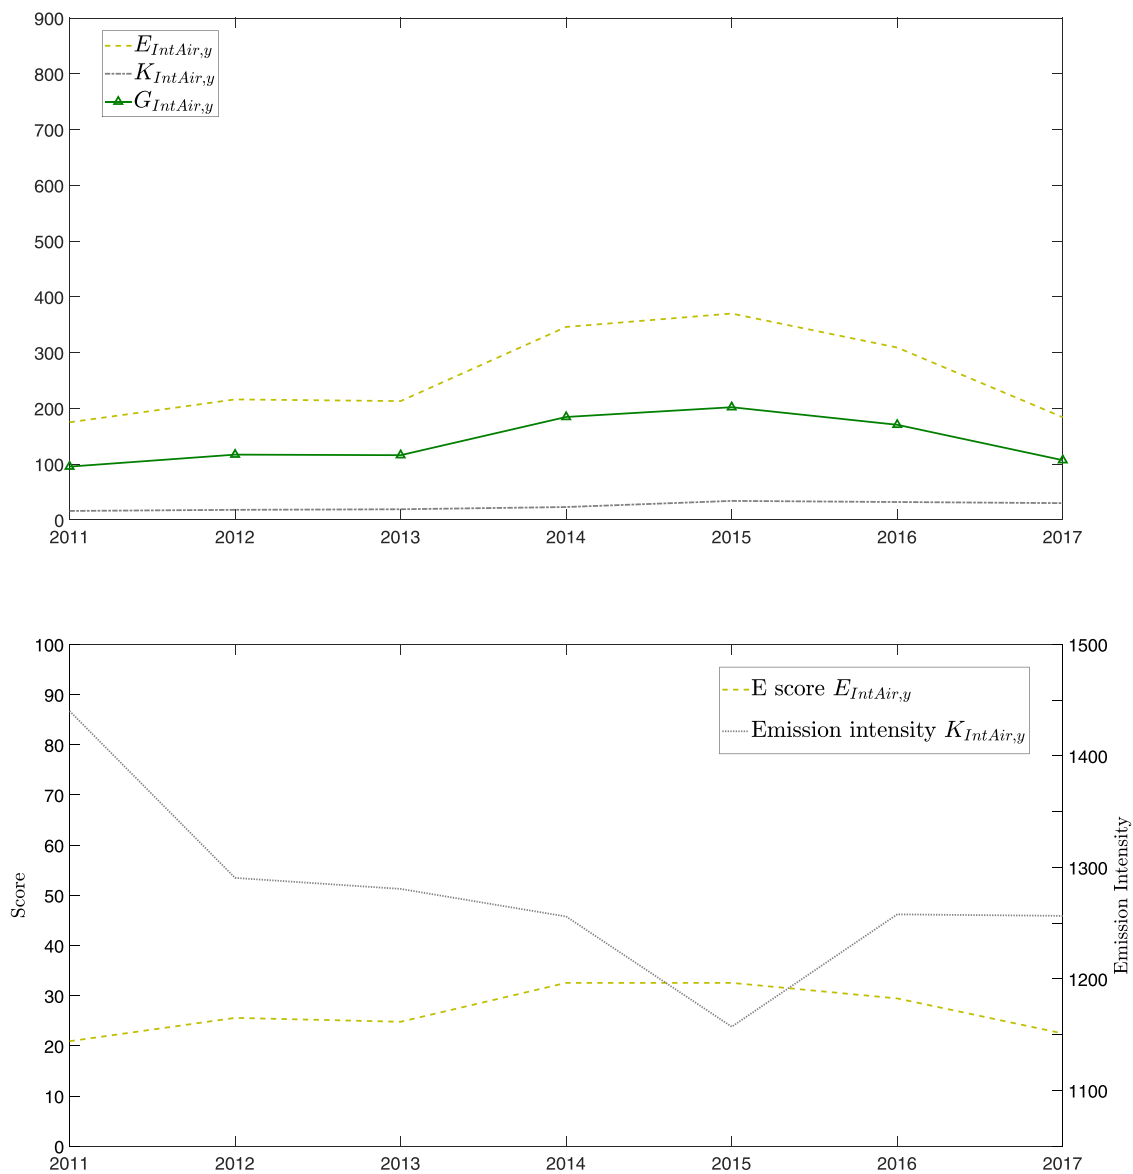 900
800
700
600
500
400
300
200
100
0
E_{IntAir,y}
K_{IntAir,y}
G_{IntAir,y}
2011 2012 2013 2014 2015 2016 2017
100
90
80
70
60
50
40
30
20
10
0
Score
E score E_{IntAir,y}
Emission intensity K_{IntAir,y}
1500
1400
1300
1200
1100
Emission Intensity
2011 2012 2013 2014 2015 2016 2017